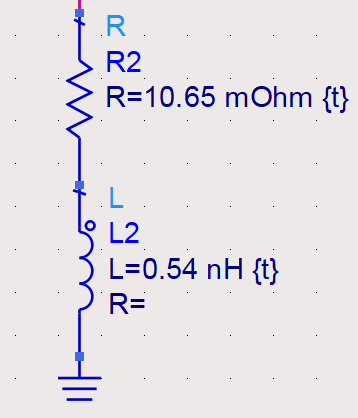 R
R2
R=10.65 mOhm {t}
L
L2
L=0.54 nH {t}
R=